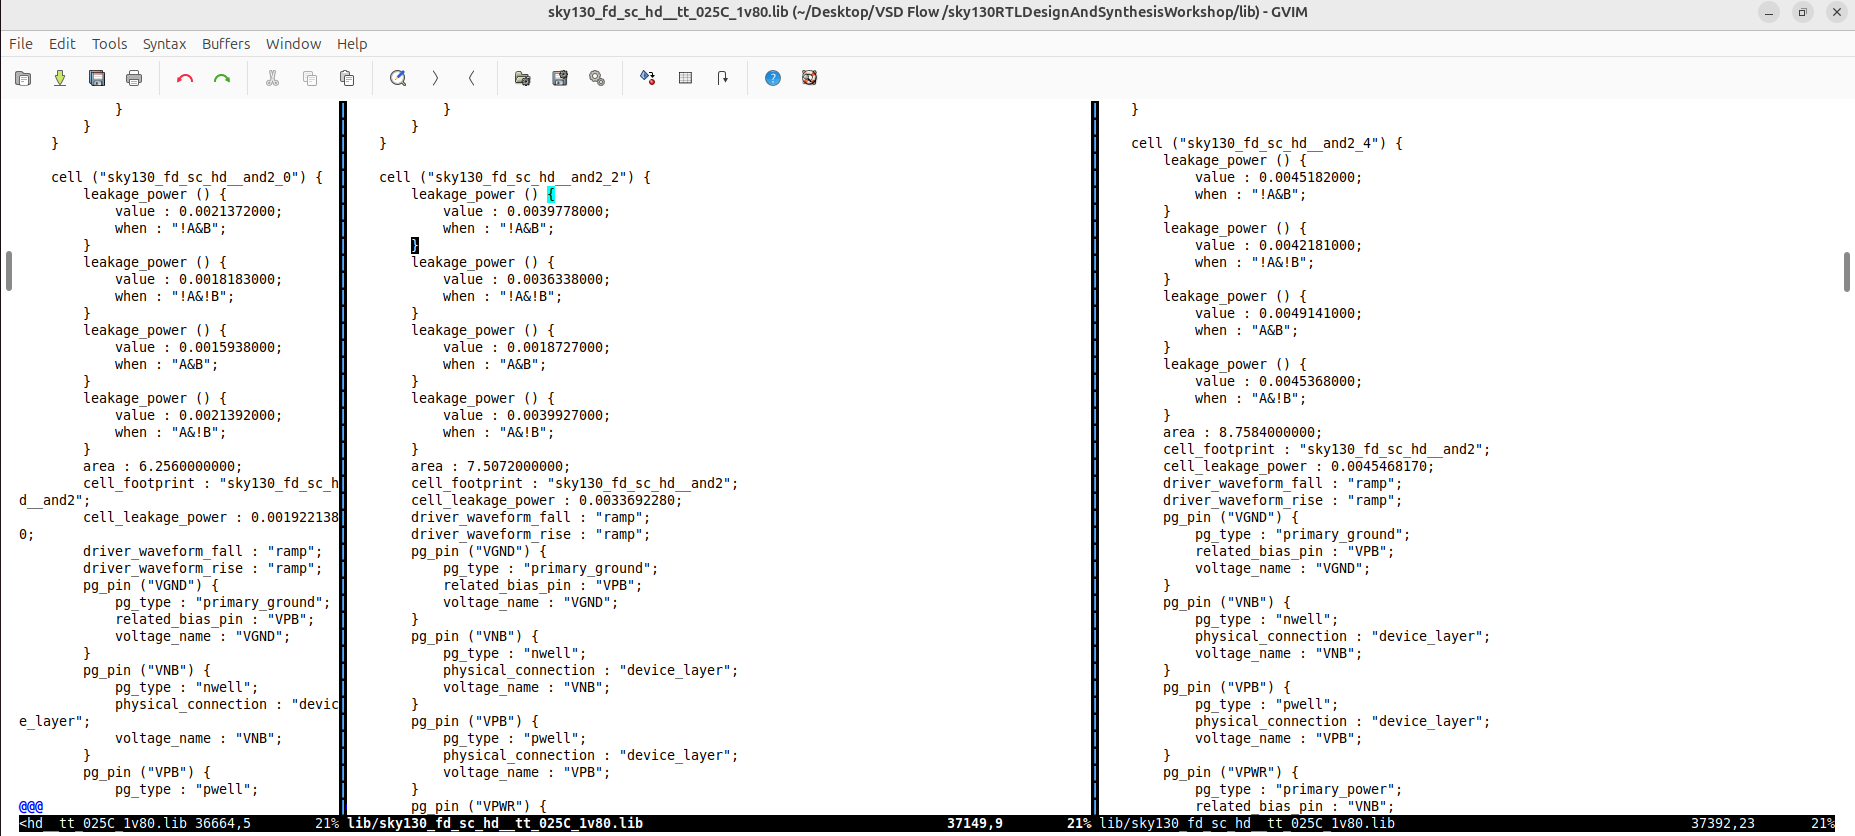 sky130_fd_sc_hd__tt_025C_1v80.lib (~/Desktop/VSD Flow /sky130RTLDesignAndSynthesisWorkshop/lib) - GVIM
File Edit Tools Syntax Buffers Window Help
}
}
}
cell ("sky130_fd_sc_hd__and2_0") {
leakage_power () {
value : 0.0021372000;
when : "!A&B";
}
leakage_power () {
value : 0.0018183000;
when : "!A&!B";
}
leakage_power () {
value : 0.0015938000;
when : "A&B";
}
leakage_power () {
value : 0.0021392000;
when : "A&!B";
}
area : 6.2560000000;
cell_footprint : "sky130_fd_sc_h
d__and2";
cell_leakage_power : 0.001922138
0;
driver_waveform_fall : "ramp";
driver_waveform_rise : "ramp";
pg_pin ("VGND") {
pg_type : "primary_ground";
related_bias_pin : "VPB";
voltage_name : "VGND";
}
pg_pin ("VNB") {
pg_type : "nwell";
physical_connection : "devic
e_layer";
voltage_name : "VNB";
}
pg_pin ("VPB") {
pg_type : "pwell";
@@@
<hd__tt_025C_1v80.lib 36664,5 21%
}
}
}
cell ("sky130_fd_sc_hd__and2_2") {
leakage_power () {
value : 0.0039778000;
when : "!A&B";
}
leakage_power () {
value : 0.0036338000;
when : "!A&!B";
}
leakage_power () {
value : 0.0018727000;
when : "A&B";
}
leakage_power () {
value : 0.0039927000;
when : "A&!B";
}
area : 7.5072000000;
cell_footprint : "sky130_fd_sc_hd__and2";
cell_leakage_power : 0.0033692280;
driver_waveform_fall : "ramp";
driver_waveform_rise : "ramp";
pg_pin ("VGND") {
pg_type : "primary_ground";
related_bias_pin : "VPB";
voltage_name : "VGND";
}
pg_pin ("VNB") {
pg_type : "nwell";
physical_connection : "device_layer";
voltage_name : "VNB";
}
pg_pin ("VPB") {
pg_type : "pwell";
physical_connection : "device_layer";
voltage_name : "VPB";
}
pg_pin ("VPWR") {
lib/sky130_fd_sc_hd__tt_025C_1v80.lib 37149,9 21%
}
cell ("sky130_fd_sc_hd__and2_4") {
leakage_power () {
value : 0.0045182000;
when : "!A&B";
}
leakage_power () {
value : 0.0042181000;
when : "!A&!B";
}
leakage_power () {
value : 0.0049141000;
when : "A&B";
}
leakage_power () {
value : 0.0045368000;
when : "A&!B";
}
area : 8.7584000000;
cell_footprint : "sky130_fd_sc_hd__and2";
cell_leakage_power : 0.0045468170;
driver_waveform_fall : "ramp";
driver_waveform_rise : "ramp";
pg_pin ("VGND") {
pg_type : "primary_ground";
related_bias_pin : "VPB";
voltage_name : "VGND";
}
pg_pin ("VNB") {
pg_type : "nwell";
physical_connection : "device_layer";
voltage_name : "VNB";
}
pg_pin ("VPB") {
pg_type : "pwell";
physical_connection : "device_layer";
voltage_name : "VPB";
}
pg_pin ("VPWR") {
pg_type : "primary_power";
related_bias_pin : "VNB";
lib/sky130_fd_sc_hd__tt_025C_1v80.lib 37392,23 21%